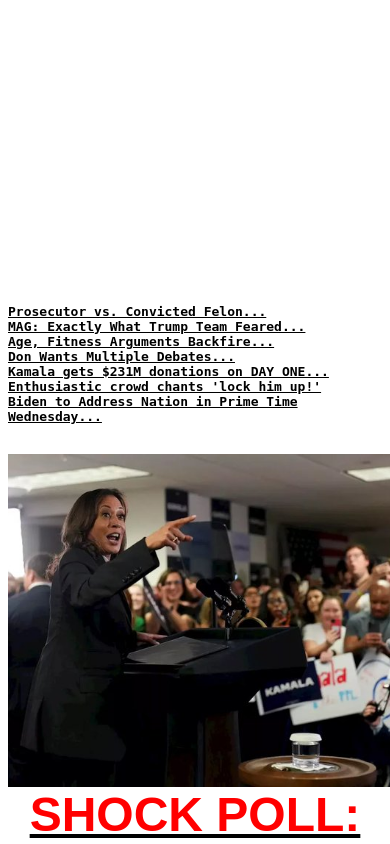 Prosecutor vs. Convicted Felon...
MAG: Exactly What Trump Team Feared...
Age, Fitness Arguments Backfire...
Don Wants Multiple Debates...
Kamala gets $231M donations on DAY ONE...
Enthusiastic crowd chants 'lock him up!'
Biden to Address Nation in Prime Time
Wednesday...
KAMALA
SHOCK POLL: